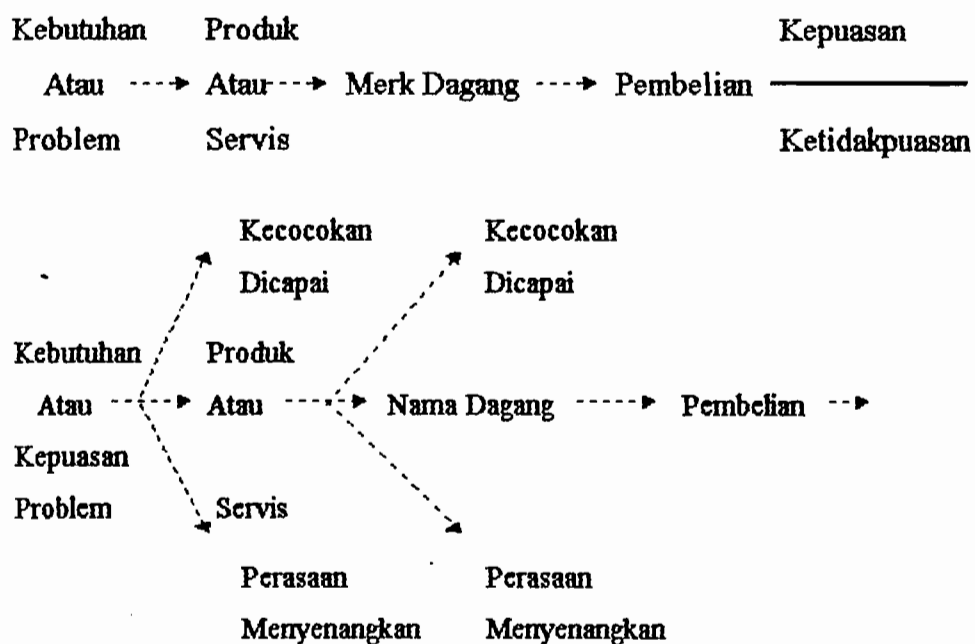 Kebutuhan Produk Kepuasan
Atau Atau Merk Dagang Pembelian
Problem Servis Ketidakpuasan
Kecocokan Kecocokan
Dicapai Dicapai
Kebutuhan Produk
Atau Atau Nama Dagang Pembelian
Kepuasan
Problem Servis
Perasaan Perasaan
Menyenangkan Menyenangkan